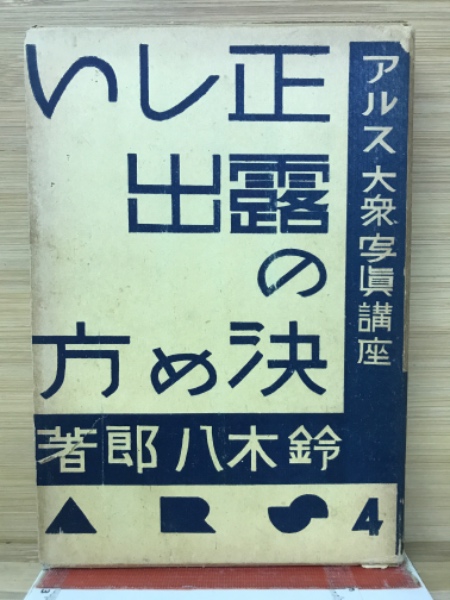 アルス大衆写眞講座
正しい
露出
の
決め方
鈴木八郎著
ARS 4